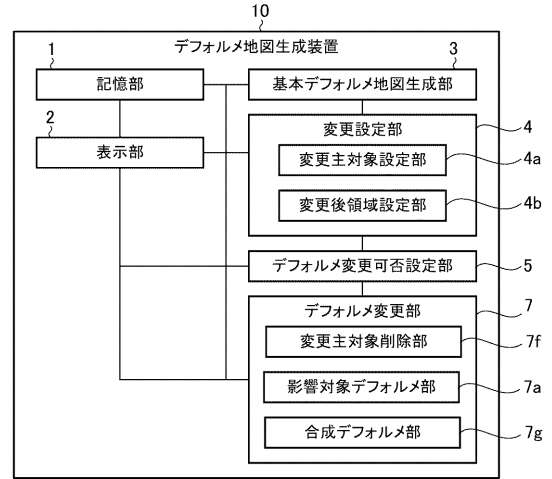 10
デフォルメ地図生成装置
1
記憶部
3
基本デフォルメ地図生成部
2
表示部
変更設定部
4
変更主対象設定部
4a
変更後領域設定部
4b
デフォルメ変更可否設定部
5
デフォルメ変更部
7
変更主対象削除部
7f
影響対象デフォルメ部
7a
合成デフォルメ部
7g